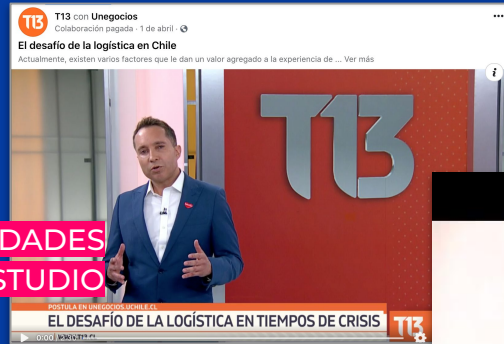 T13 con Unegocios
Colaboración pagada · 1 de abril ·
El desafío de la logística en Chile
Actualmente, existen varios factores que le dan un valor agregado a la experiencia de ... Ver más
T13
T13
DADES
STUDIO
POSTULA EN UNEGOCIOS.UCHILE.CL
EL DESAFÍO DE LA LOGÍSTICA EN TIEMPOS DE CRISIS
T13
0:00